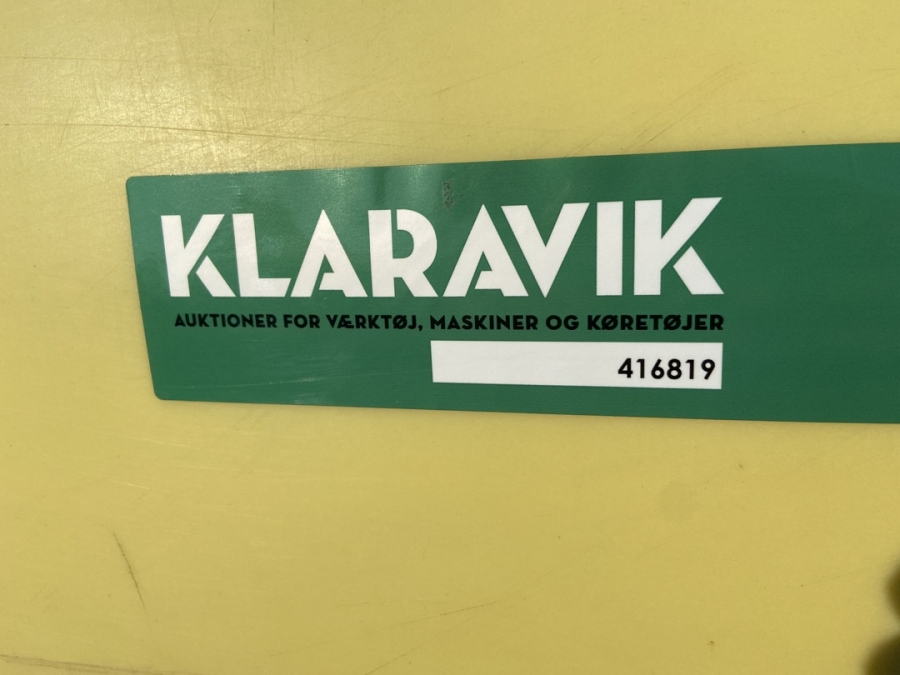 KLARAVIK
AUKTIONER FOR VÆRKTØJ, MASKINER OG KØRETØJER
416819